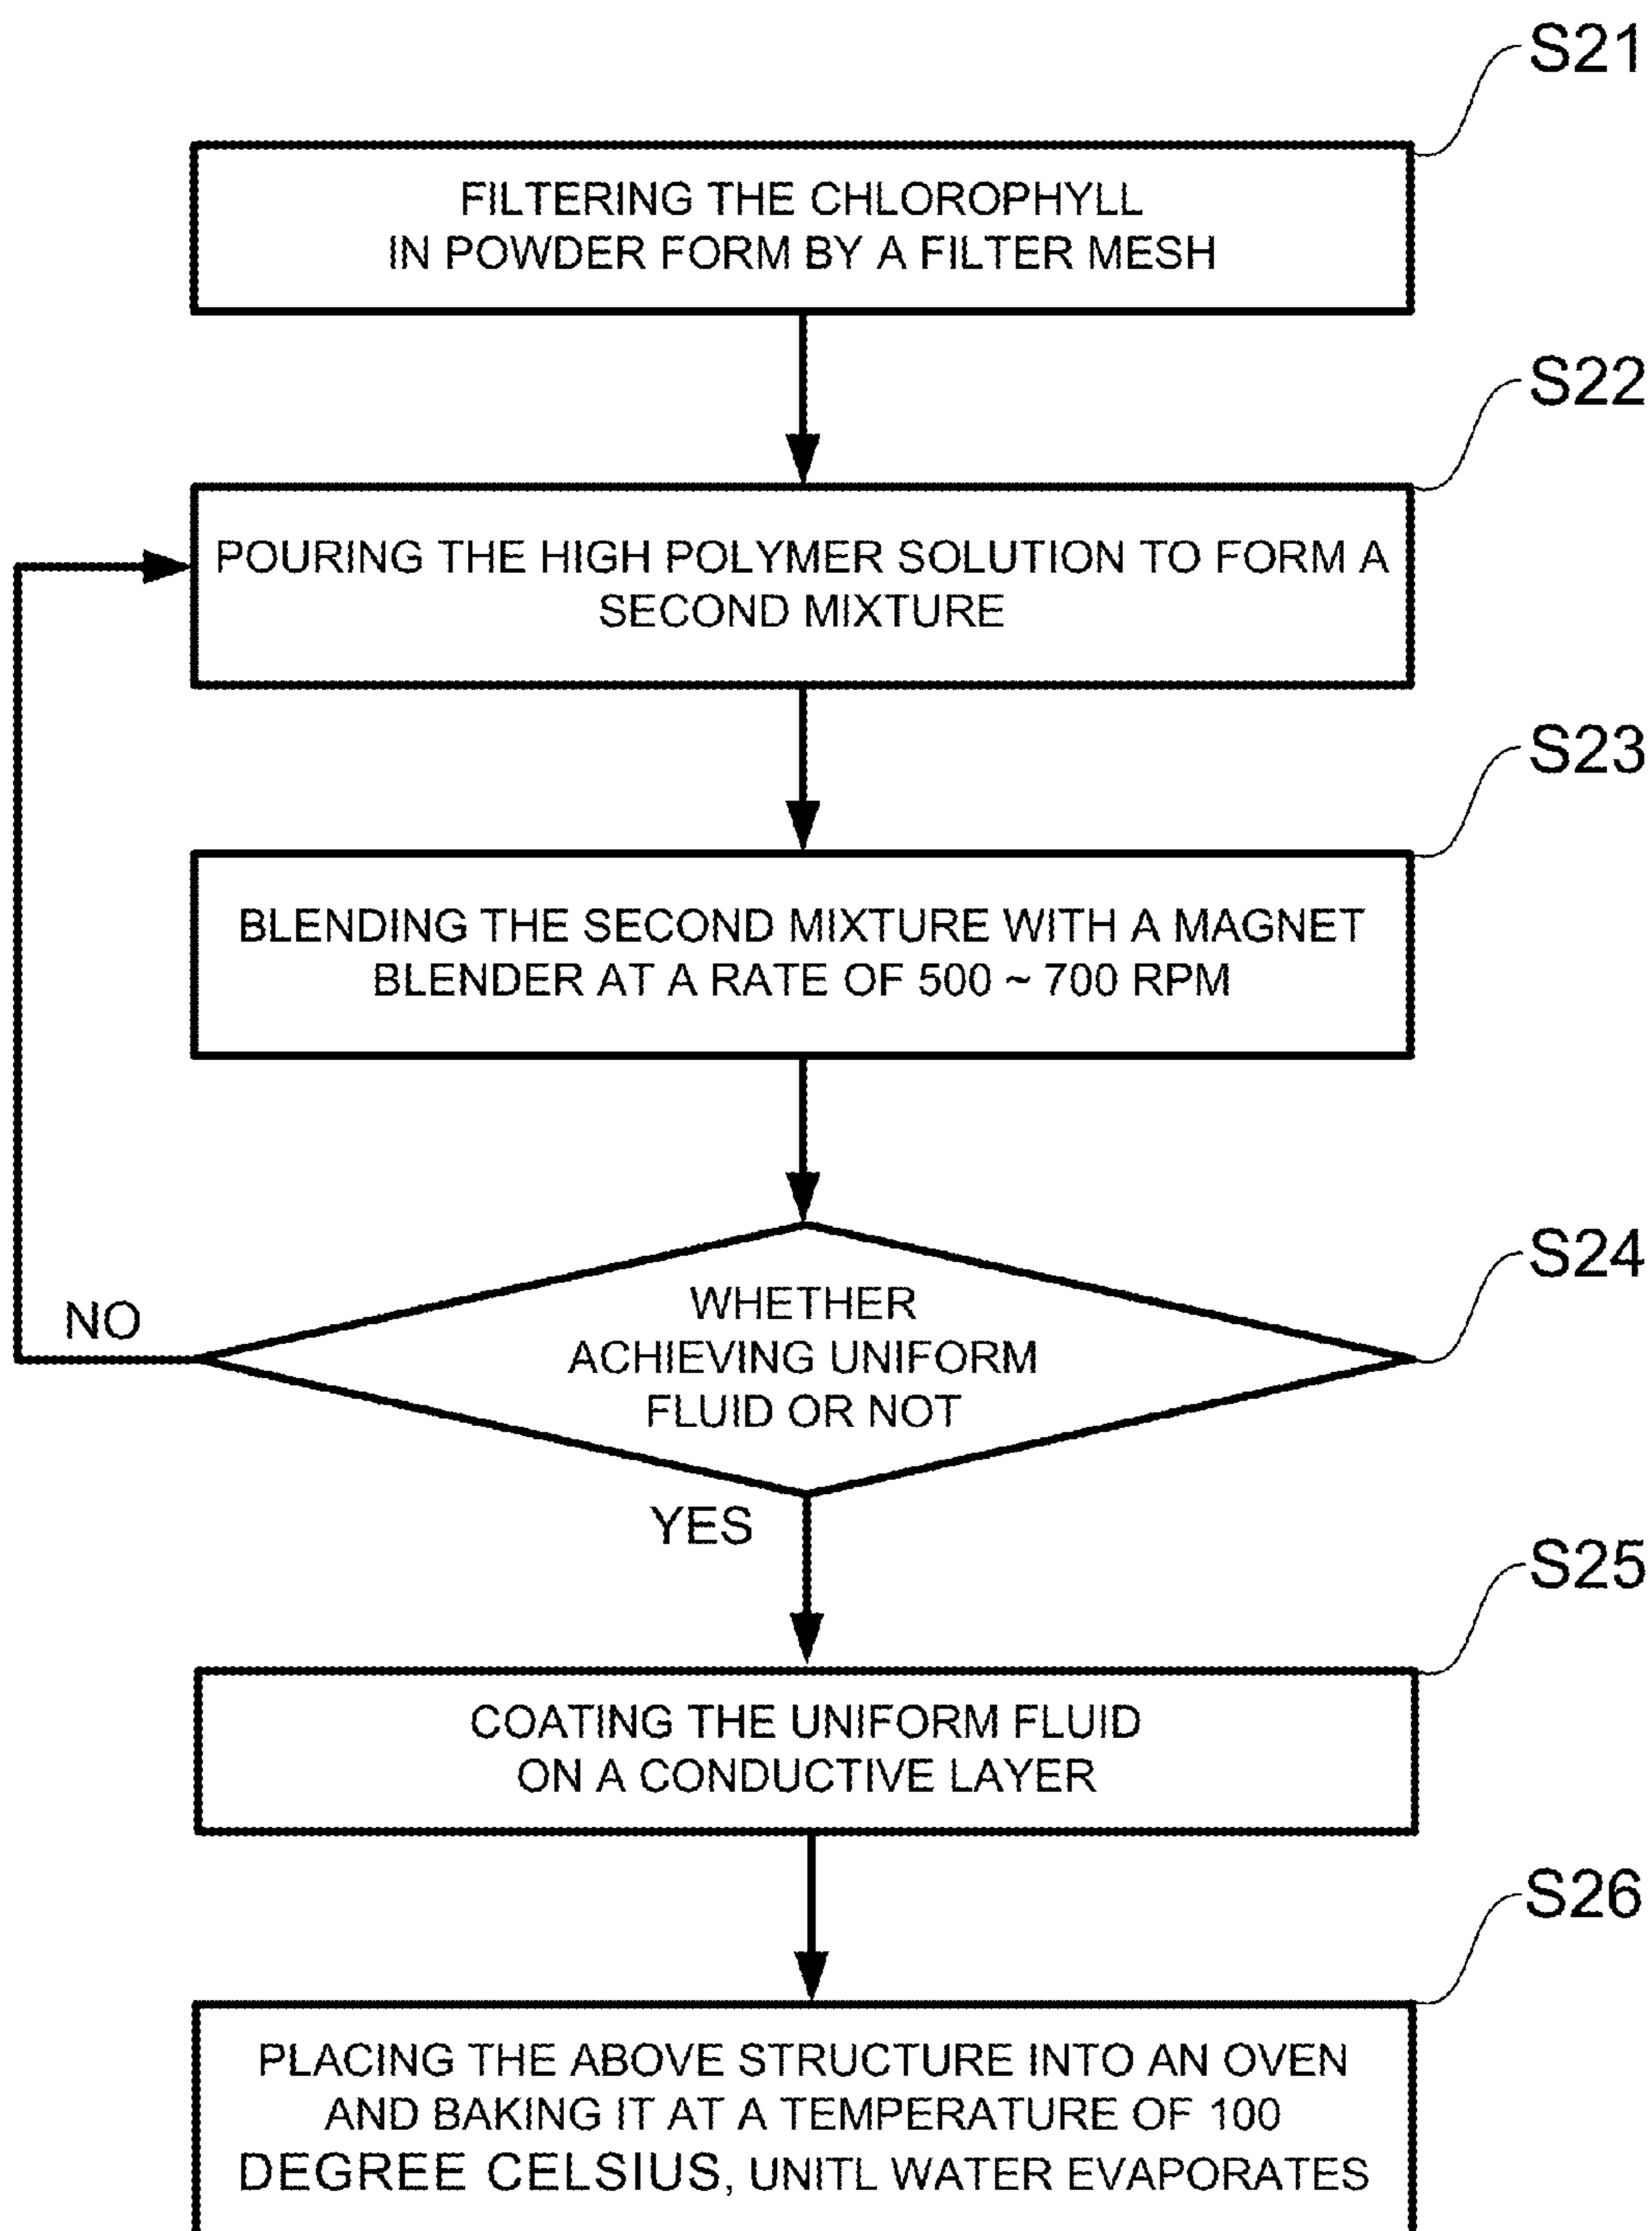 S21
FILTERING THE CHLOROPHYLL
IN POWDER FORM BY A FILTER MESH
S22
POURING THE HIGH POLYMER SOLUTION TO FORM A
SECOND MIXTURE
S23
BLENDING THE SECOND MIXTURE WITH A MAGNET
BLENDER AT A RATE OF 500 ~ 700 RPM
S24
WHETHER
ACHIEVING UNIFORM
FLUID OR NOT
NO
YES
S25
COATING THE UNIFORM FLUID
ON A CONDUCTIVE LAYER
S26
PLACING THE ABOVE STRUCTURE INTO AN OVEN
AND BAKING IT AT A TEMPERATURE OF 100
DEGREE CELSIUS, UNITL WATER EVAPORATES